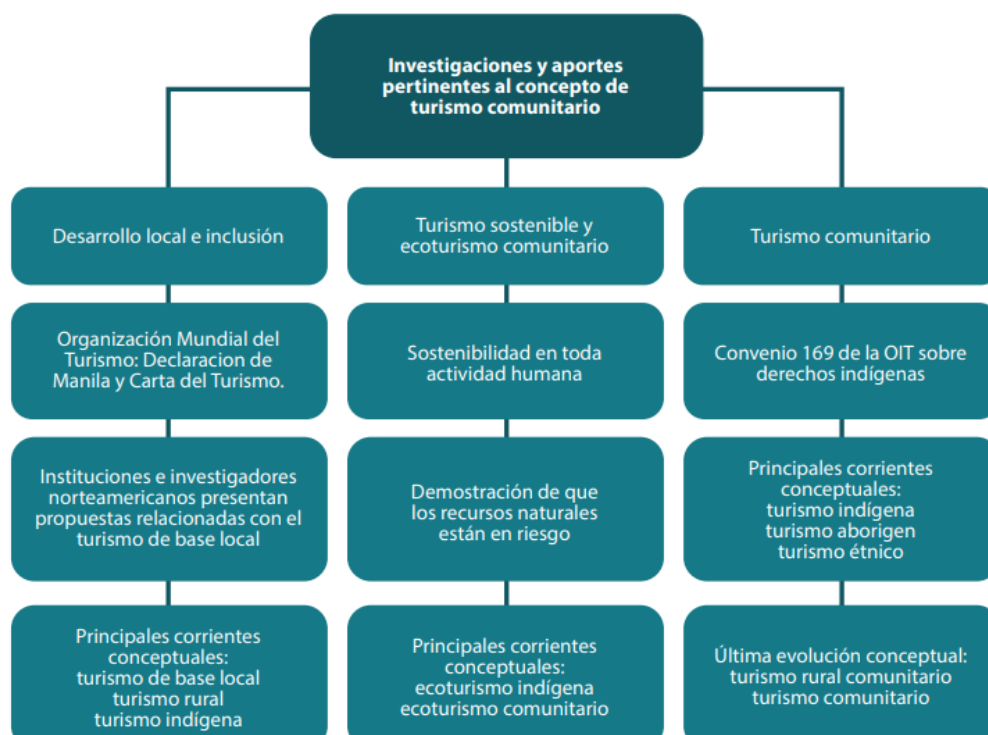 Investigaciones y aportes
pertinentes al concepto de
turismo comunitario
Desarrollo local e inclusión
Turismo sostenible y
ecoturismo comunitario
Turismo comunitario
Organización Mundial del
Turismo: Declaracion de
Manila y Carta del Turismo.
Sostenibilidad en toda
actividad humana
Convenio 169 de la OIT sobre
derechos indígenas
Instituciones e investigadores
norteamericanos presentan
propuestas relacionadas con el
turismo de base local
Demostración de que
los recursos naturales
están en riesgo
Principales corrientes
conceptuales:
turismo indígena
turismo aborigen
turismo étnico
Principales corrientes
conceptuales:
turismo de base local
turismo rural
turismo indígena
Principales corrientes
conceptuales:
ecoturismo indígena
ecoturismo comunitario
Última evolución conceptual:
turismo rural comunitario
turismo comunitario